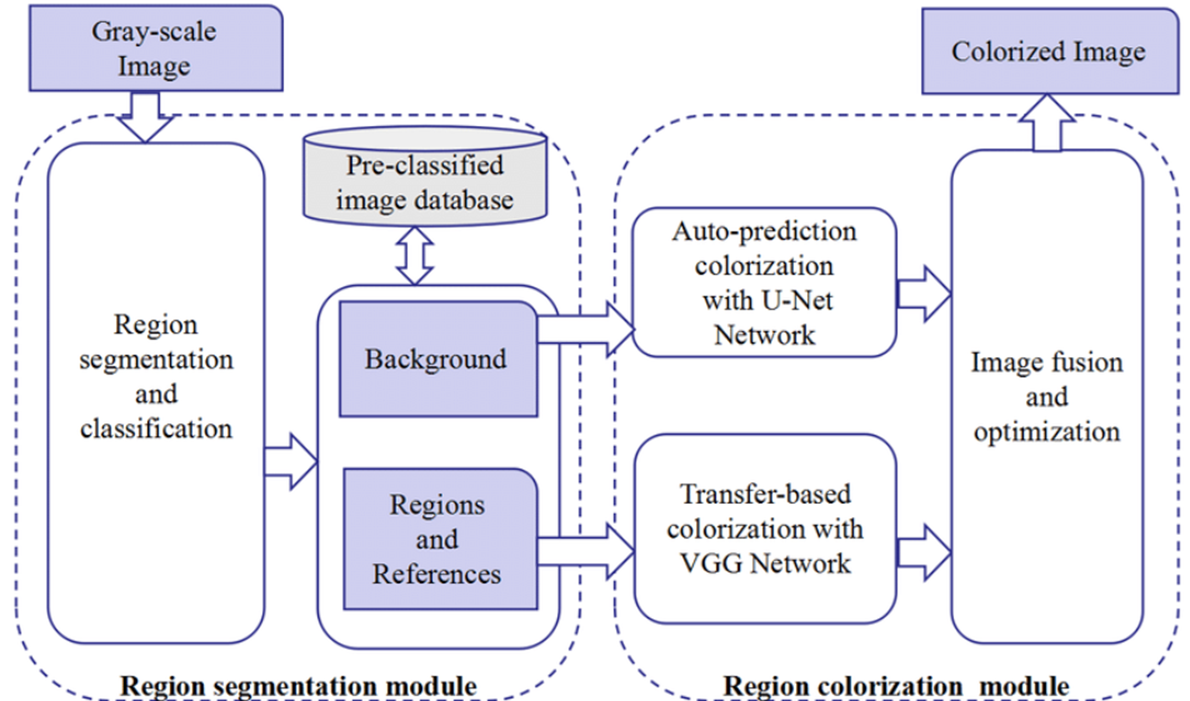 Gray-scale
Image
Colorized Image
Pre-classified
image database
Region
segmentation
and
classification
Background
Regions
and
References
Auto-prediction
colorization
with U-Net
Network
Transfer-based
colorization with
VGG Network
Image fusion
and
optimization
Region segmentation module
Region colorization module